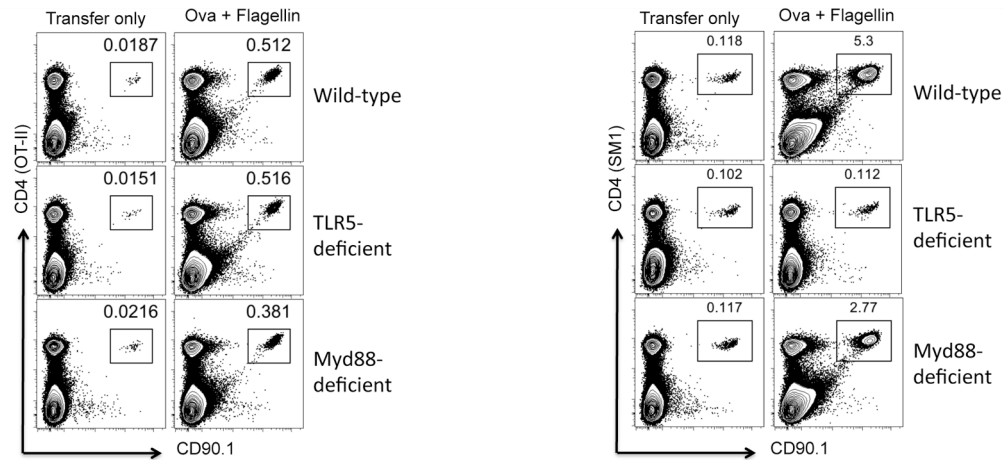 Transfer only Ova + Flagellin
0.0187 0.512
Wild-type
0.0151 0.516
TLR5-
deficient
0.0216 0.381
Myd88-
deficient
CD4 (OT-II)
CD90.1
Transfer only Ova + Flagellin
0.118 5.3
Wild-type
0.102 0.112
TLR5-
deficient
0.117 2.77
Myd88-
deficient
CD4 (SM1)
CD90.1